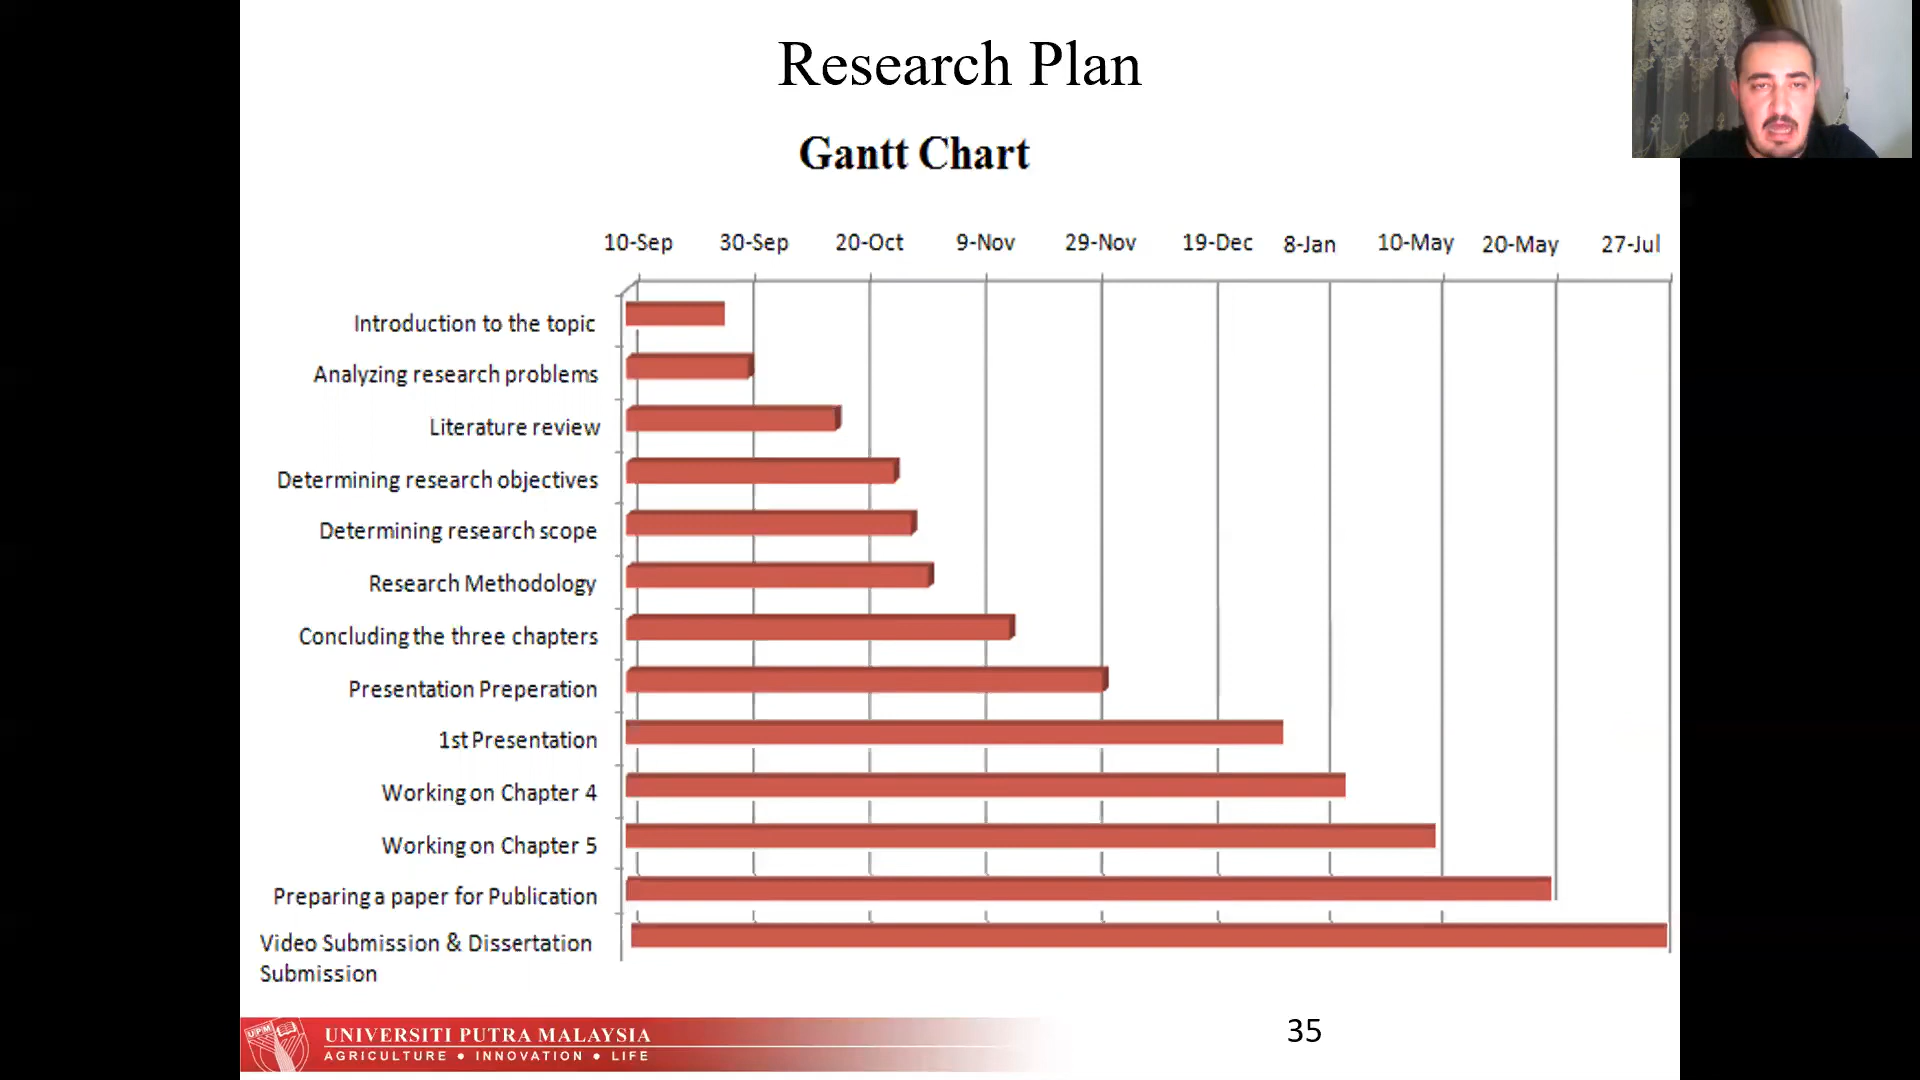 Research Plan
Gantt Chart
10-Sep 30-Sep 20-Oct 9-Nov 29-Nov 19-Dec 8-Jan 10-May 20-May 27-Jul
Introduction to the topic
Analyzing research problems
Literature review
Determining research objectives
Determining research scope
Research Methodology
Concluding the three chapters
Presentation Preperation
1st Presentation
Working on Chapter 4
Working on Chapter 5
Preparing a paper for Publication
Video Submission & Dissertation
Submission
UPM
UNIVERSITI PUTRA MALAYSIA
AGRICULTURE • INNOVATION • LIFE
35